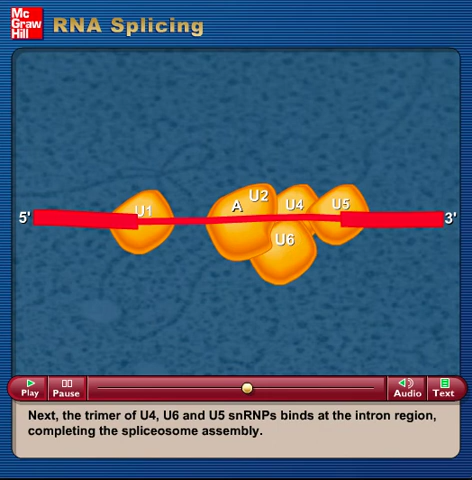 Mc
Graw
Hill
RNA Splicing
5' U1 A U2 U4 U5 3'
U6
Play
Pause
Audio
Text
Next, the trimer of U4, U6 and U5 snRNPs binds at the intron region,
completing the spliceosome assembly.